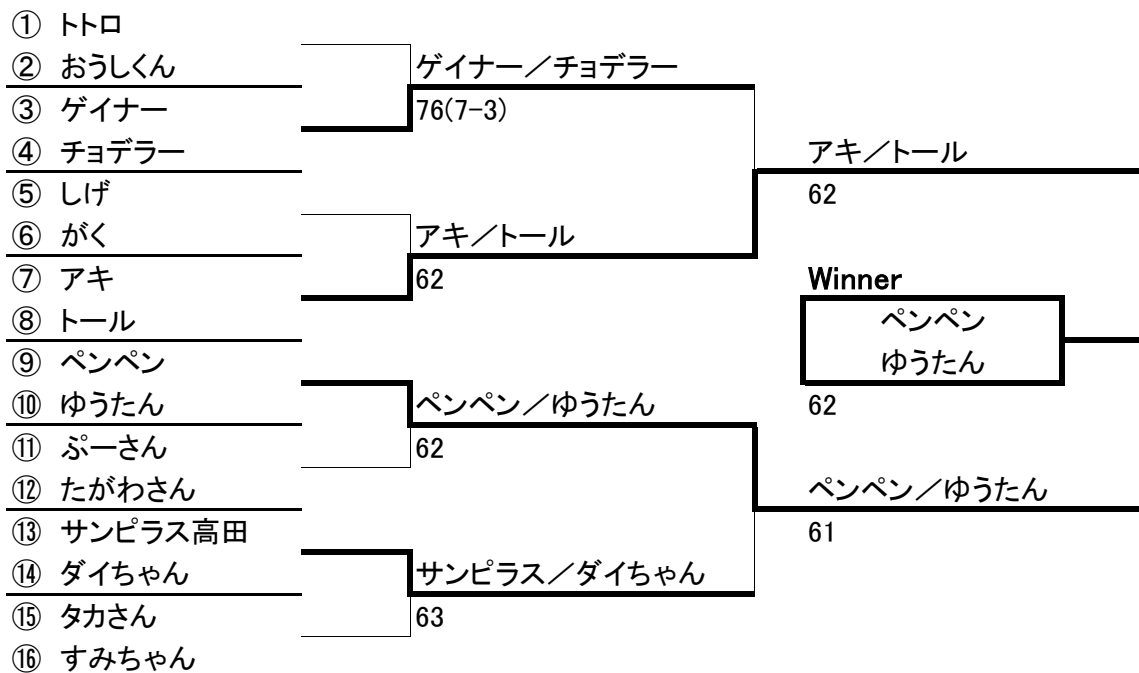 ① トトロ
② おうしくん
ゲイナー／チョデラー
③ ゲイナー
76(7-3)
④ チョデラー
アキ／トール
⑤ しげ
62
⑥ がく
アキ／トール
⑦ アキ
62
Winner
⑧ トール
ペンペン
⑨ ペンペン
ゆうたん
⑩ ゆうたん
ペンペン／ゆうたん
62
⑪ ぷーさん
62
⑫ たがわさん
ペンペン／ゆうたん
⑬ サンピラス高田
61
⑭ ダイちゃん
サンピラス／ダイちゃん
⑮ タカさん
63
⑯ すみちゃん